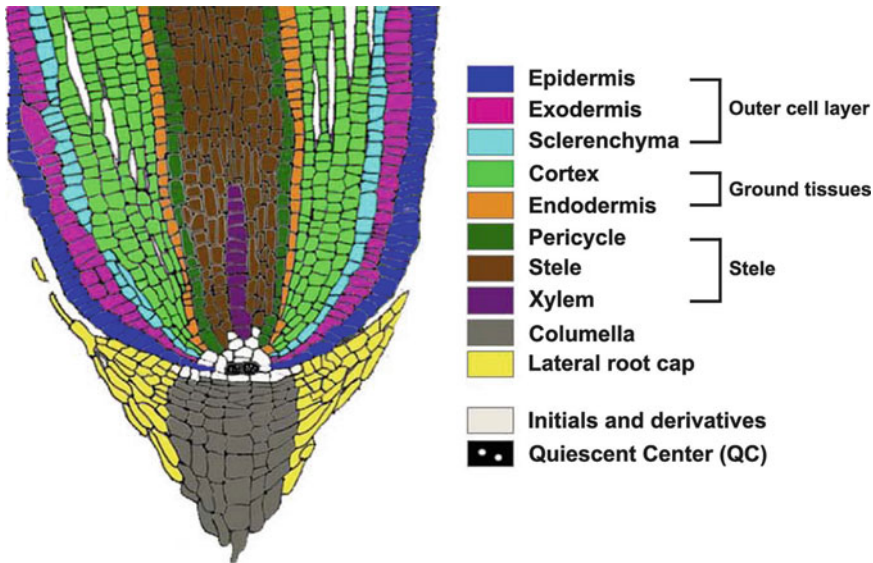 Epidermis
Exodermis
Sclerenchyma
Outer cell layer
Cortex
Endodermis
Ground tissues
Pericycle
Stele
Xylem
Stele
Columella
Lateral root cap
Initials and derivatives
Quiescent Center (QC)